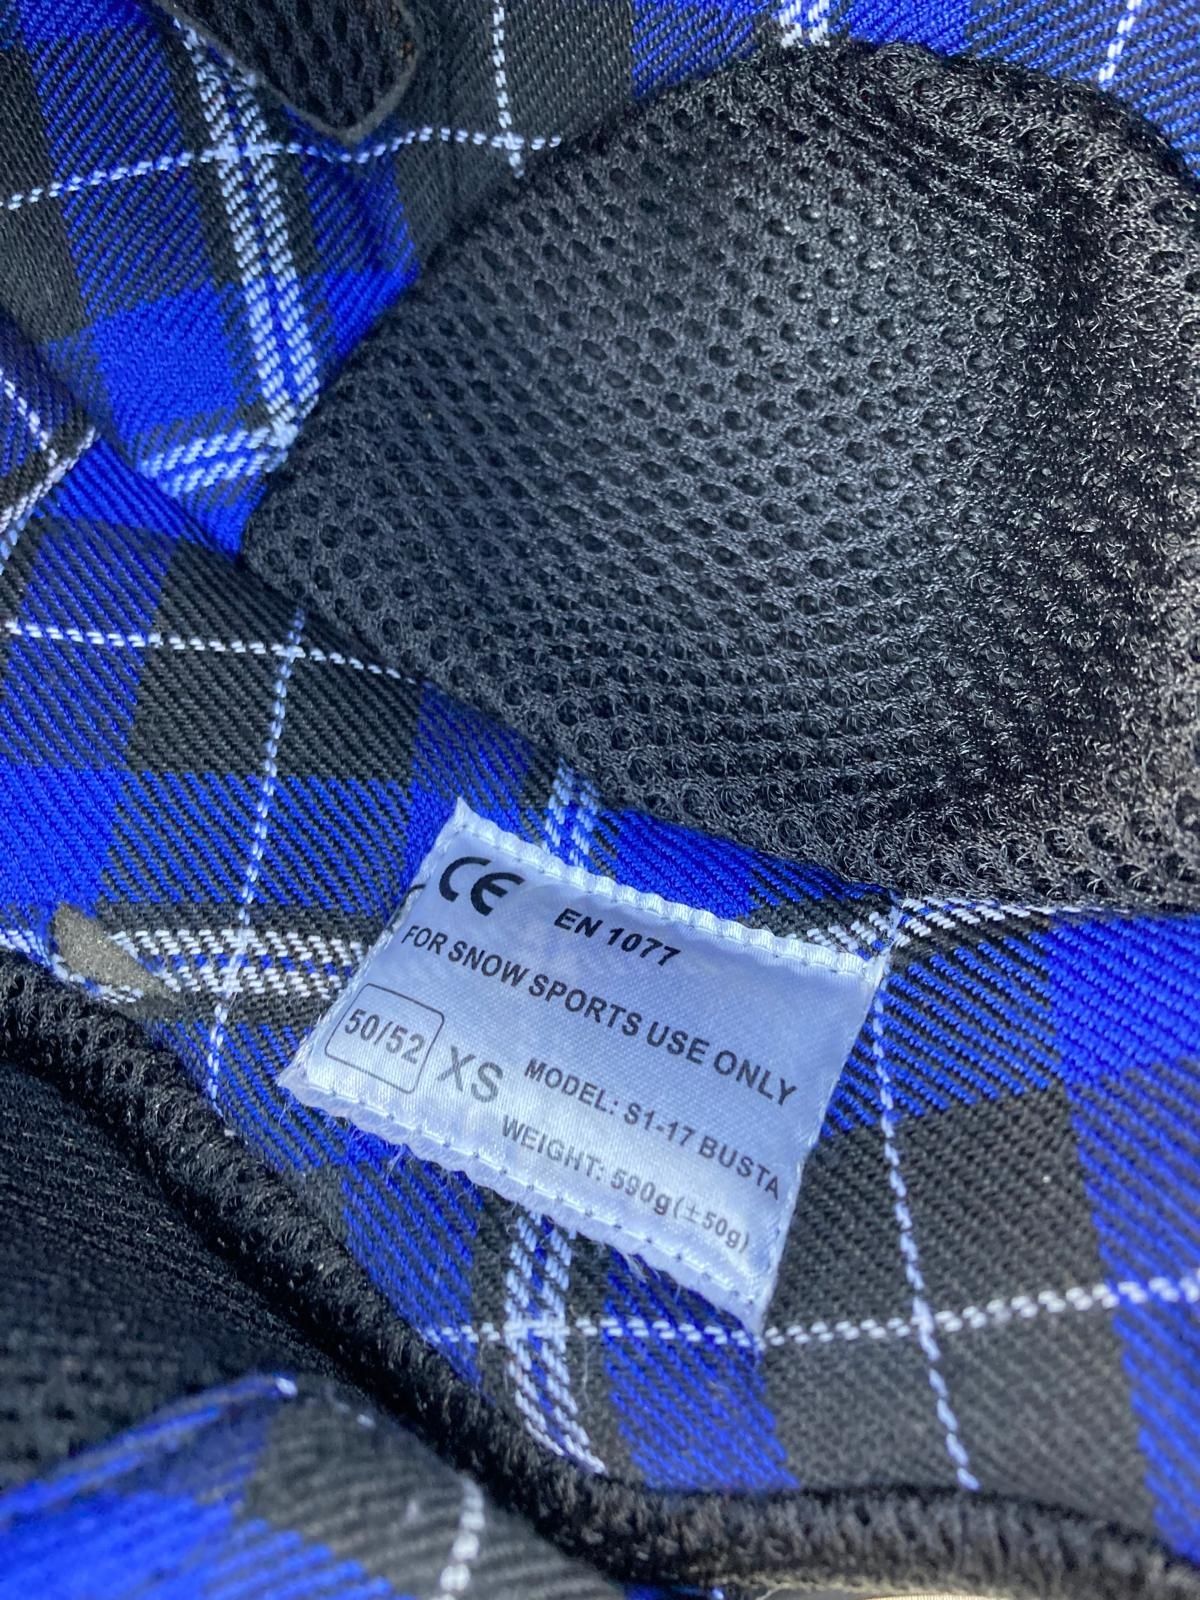 CE EN 1077
FOR SNOW SPORTS USE ONLY
50/52 XS MODEL: S1-17 BUSTA
WEIGHT: 590g(±50g)